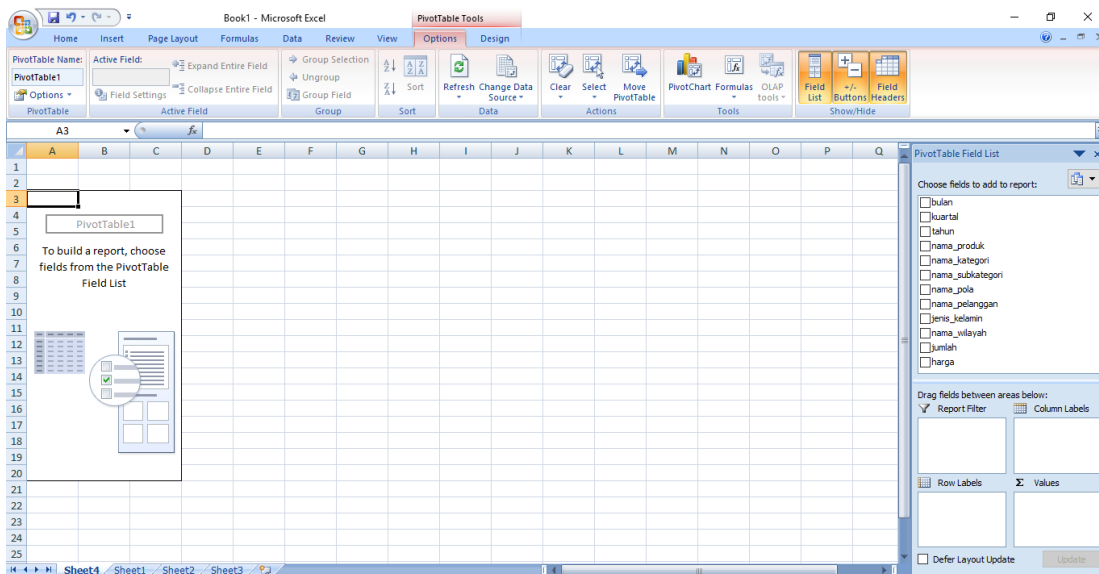 Book1 - Microsoft Excel
PivotTable Tools
Home Insert Page Layout Formulas Data Review View Options Design
PivotTable Name:
PivotTable1
Options
PivotTable
Active Field:
Field Settings
Expand Entire Field
Collapse Entire Field
Active Field
Group Selection
Ungroup
Group Field
Group
Sort
Sort
Refresh
Change Data Source
Data
Clear
Select
Move PivotTable
Actions
PivotChart
Formulas
OLAP tools
Tools
Field List
+/- Buttons
Field Headers
Show/Hide
A3
fx
A B C D E F G H I J K L M N O P Q
1
2
3
4
5
6
7
8
9
10
11
12
13
14
15
16
17
18
19
20
21
22
23
24
25
PivotTable1
To build a report, choose
fields from the PivotTable
Field List
PivotTable Field List
Choose fields to add to report:
bulan
kuartal
tahun
nama_produk
nama_kategori
nama_subkategori
nama_pola
nama_pelanggan
jenis_kelamin
nama_wilayah
jumlah
harga
Drag fields between areas below:
Report Filter
Column Labels
Row Labels
Σ Values
Defer Layout Update
Update
Sheet4 Sheet1 Sheet2 Sheet3